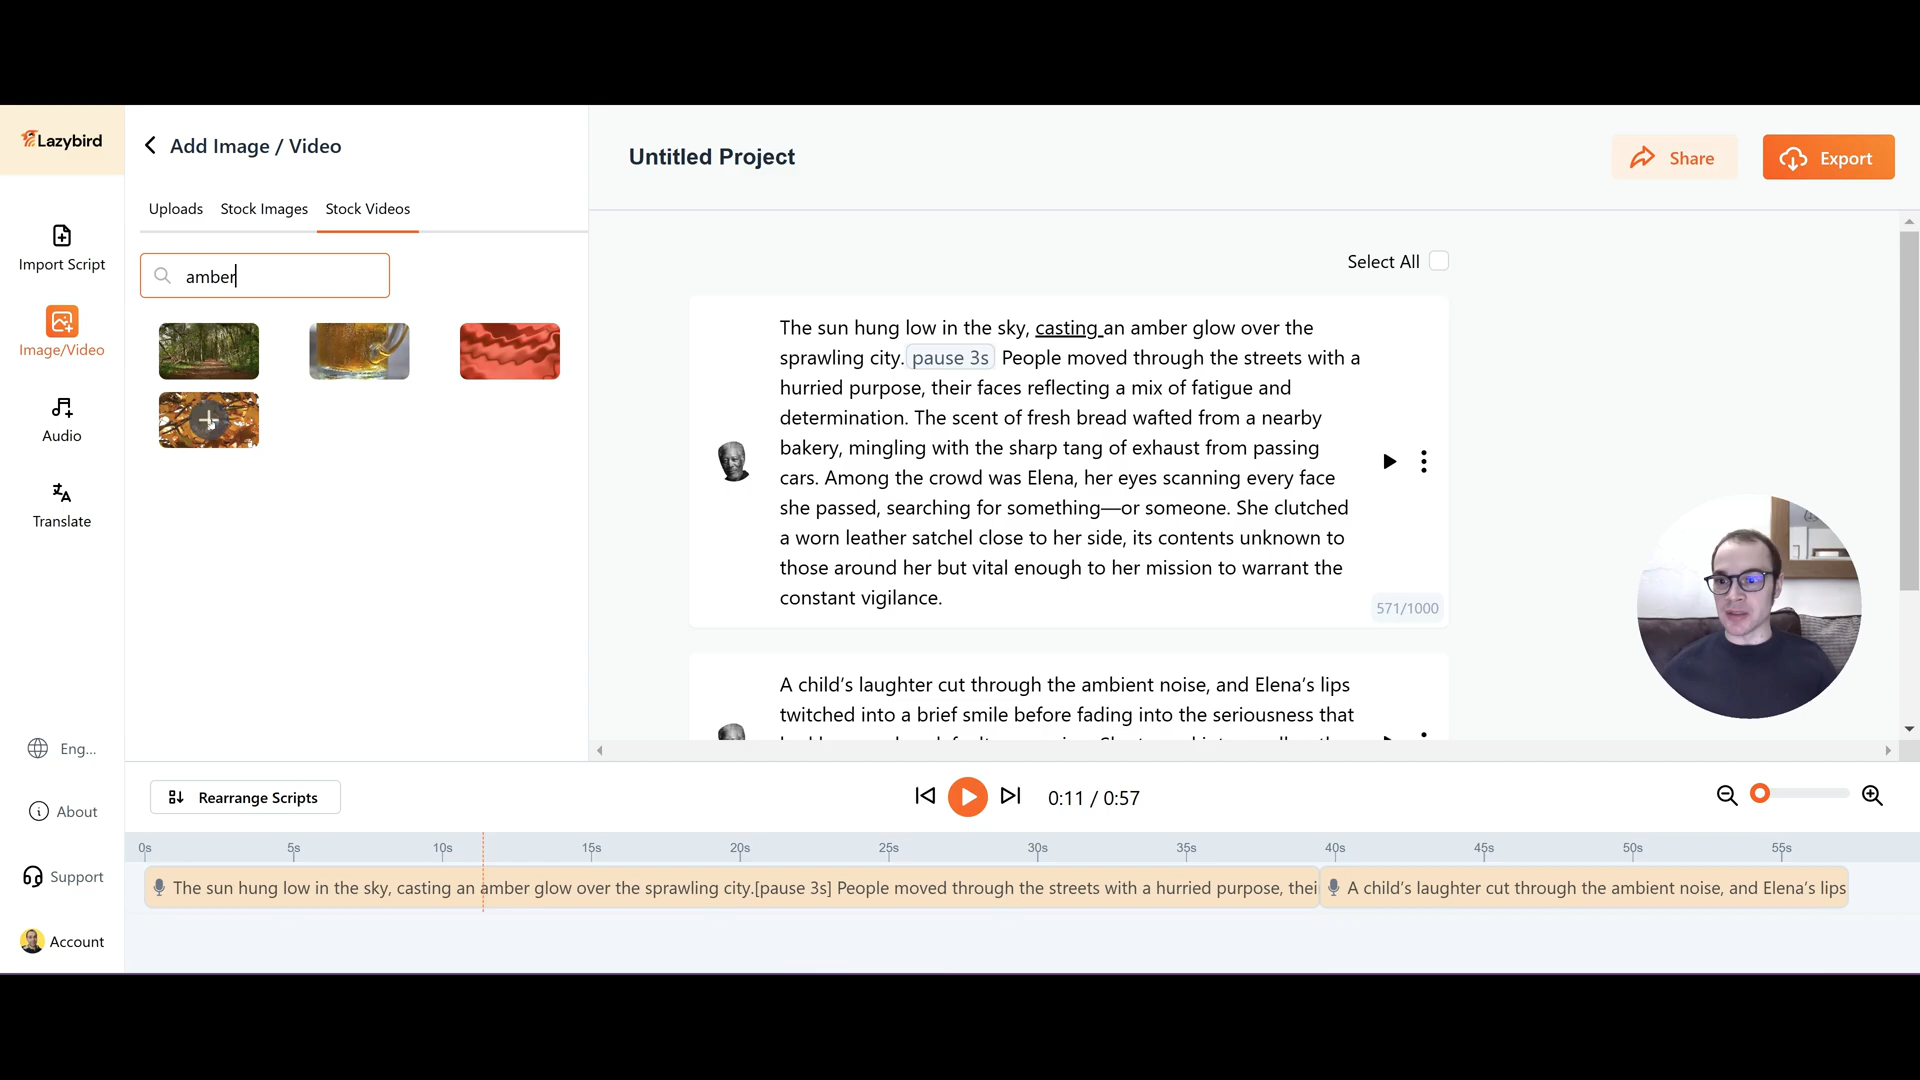 Lazybird
Add Image / Video
Untitled Project
Share
Export
Uploads
Stock Images
Stock Videos
Import Script
amber
Select All
Image/Video
The sun hung low in the sky, casting an amber glow over the
sprawling city. pause 3s People moved through the streets with a
hurried purpose, their faces reflecting a mix of fatigue and
determination. The scent of fresh bread wafted from a nearby
bakery, mingling with the sharp tang of exhaust from passing
cars. Among the crowd was Elena, her eyes scanning every face
she passed, searching for something—or someone. She clutched
a worn leather satchel close to her side, its contents unknown to
those around her but vital enough to her mission to warrant the
constant vigilance.
571/1000
Audio
Translate
A child's laughter cut through the ambient noise, and Elena's lips
twitched into a brief smile before fading into the seriousness that
Eng...
About
Support
Account
Rearrange Scripts
0:11 / 0:57
0s 5s 10s 15s 20s 25s 30s 35s 40s 45s 50s 55s
The sun hung low in the sky, casting an amber glow over the sprawling city.[pause 3s] People moved through the streets with a hurried purpose, thei
A child's laughter cut through the ambient noise, and Elena's lips